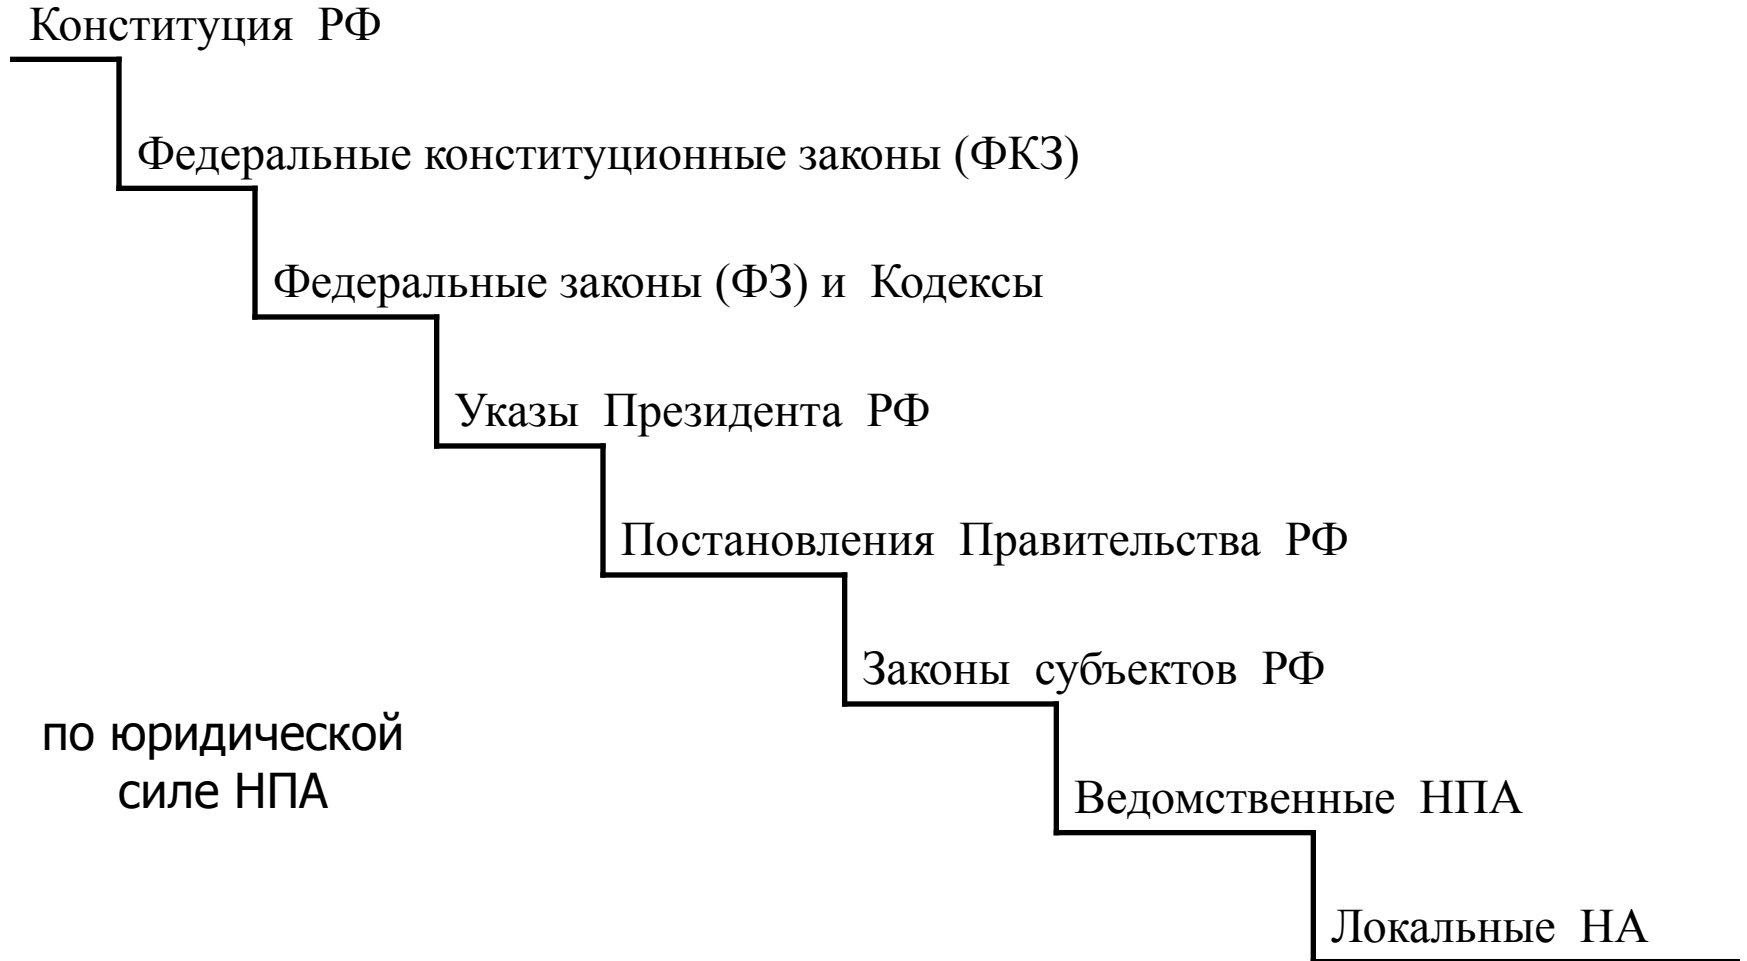 Конституция РФ
Федеральные конституционные законы (ФКЗ)
Федеральные законы (ФЗ) и Кодексы
Указы Президента РФ
Постановления Правительства РФ
Законы субъектов РФ
по юридической
силе НПА
Ведомственные НПА
Локальные НА